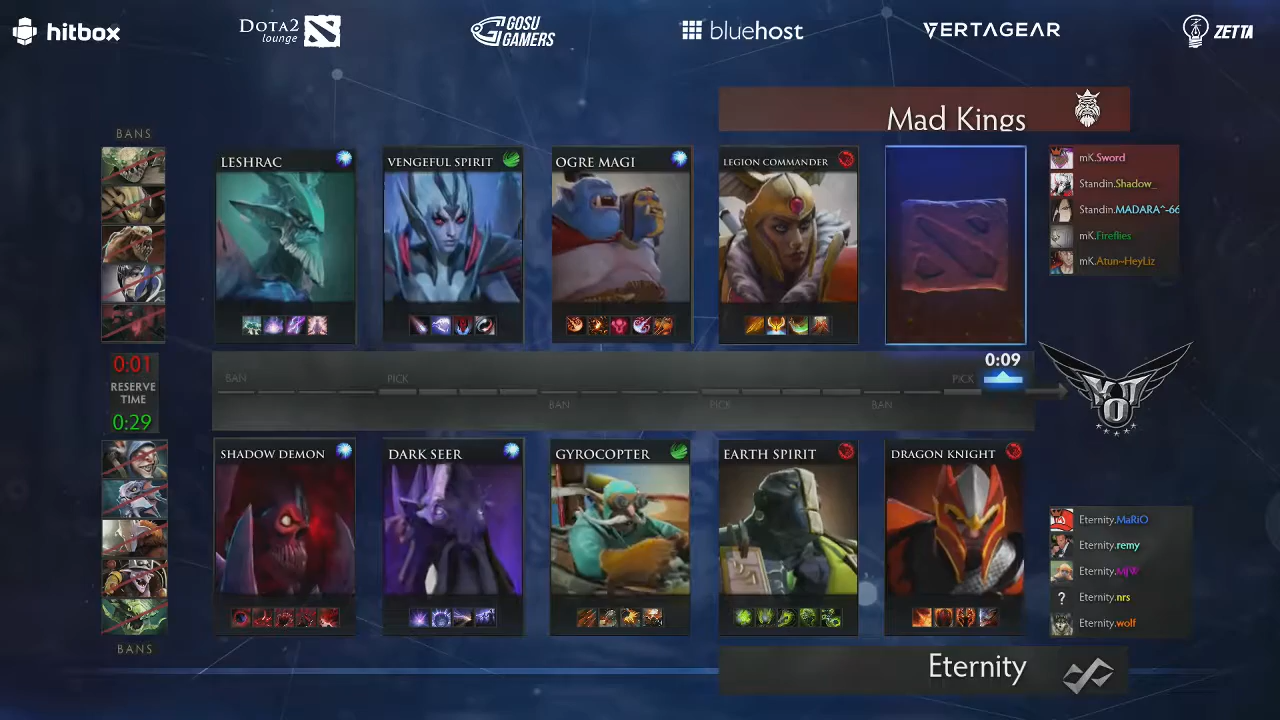 hitbox
DOTA2 lounge
GOSU GAMERS
bluehost
VERTAGEAR
ZETTA
Mad Kings
BANS
LESHRAC
VENGEFUL SPIRIT
OGRE MAGI
LEGION COMMANDER
mK.Sword
Standin.Shadow_
Standin.MADARA^-66
mK.Fireflies
mK.Atun~HeyLiz
0:01
RESERVE
TIME
0:29
BAN
PICK
BAN
PICK
BAN
PICK
0:09
SHADOW DEMON
DARK SEER
GYROCOPTER
EARTH SPIRIT
DRAGON KNIGHT
Eternity.MaRiO
Eternity.remy
Eternity.MJW
? Eternity.nrs
Eternity.wolf
BANS
Eternity